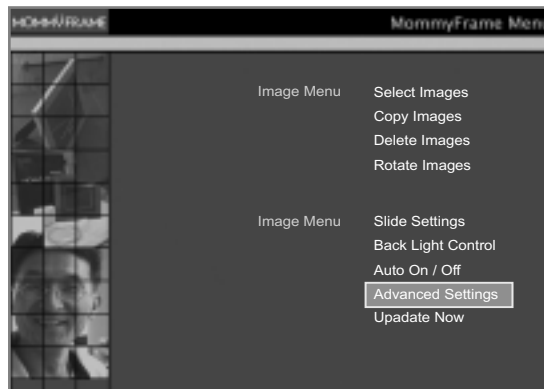 MOMMYFRAME
MommyFrame Menu
Image Menu Select Images
Copy Images
Delete Images
Rotate Images
Image Menu Slide Settings
Back Light Control
Auto On / Off
Advanced Settings
Upadate Now